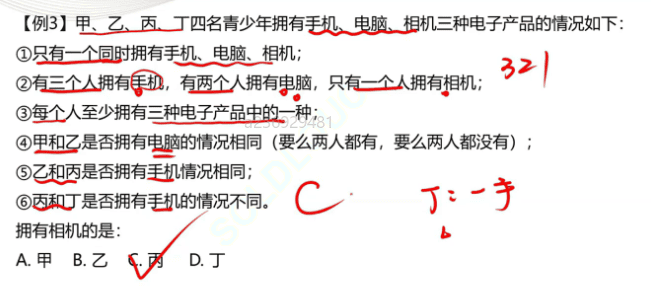 【例3】甲、乙、丙、丁四名青少年拥有手机、电脑、相机三种电子产品的情况如下：
①只有一个同时拥有手机、电脑、相机；
②有三个人拥有手机，有两个人拥有电脑，只有一个人拥有相机；
321
③每个人至少拥有三种电子产品中的一种；
④甲和乙是否拥有电脑的情况相同（要么两人都有，要么两人都没有）；
⑤乙和丙是否拥有手机情况相同；
⑥丙和丁是否拥有手机的情况不同。
C
丁：一手
拥有相机的是：
A. 甲 B. 乙 C. 丙 D. 丁